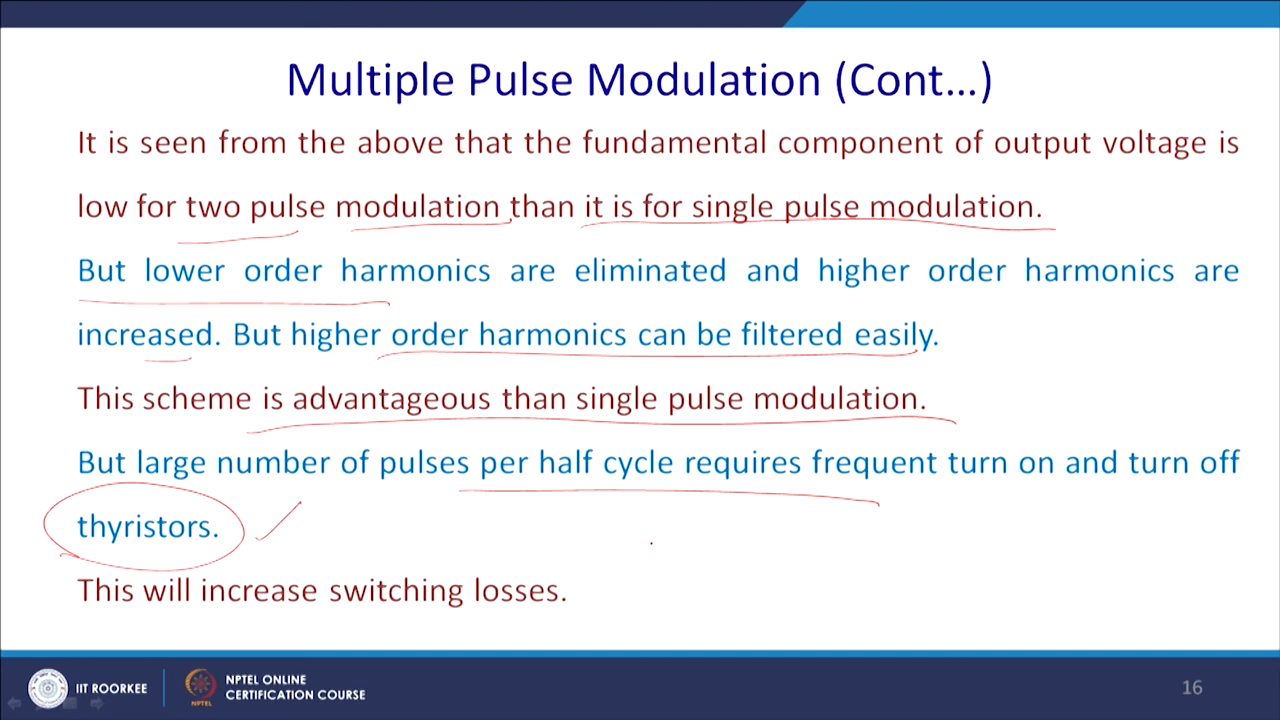 Multiple Pulse Modulation (Cont...)
It is seen from the above that the fundamental component of output voltage is
low for two pulse modulation than it is for single pulse modulation.
But lower order harmonics are eliminated and higher order harmonics are
increased. But higher order harmonics can be filtered easily.
This scheme is advantageous than single pulse modulation.
But large number of pulses per half cycle requires frequent turn on and turn off
thyristors.
This will increase switching losses.
IIT ROORKEE
NPTEL
NPTEL ONLINE
CERTIFICATION COURSE
16